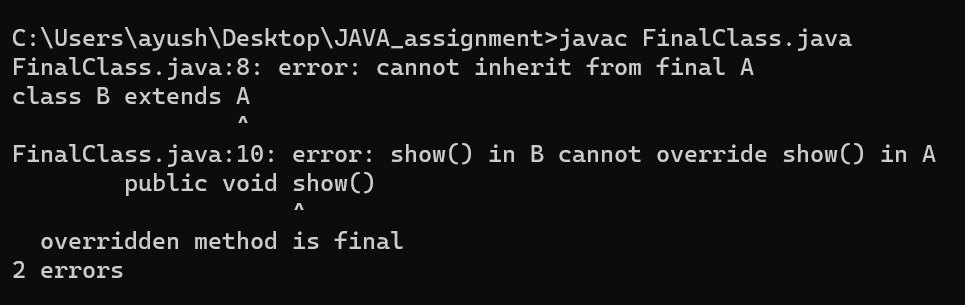 C:\Users\ayush\Desktop\JAVA_assignment>javac FinalClass.java
FinalClass.java:8: error: cannot inherit from final A
class B extends A
                ^
FinalClass.java:10: error: show() in B cannot override show() in A
        public void show()
                    ^
  overridden method is final
2 errors